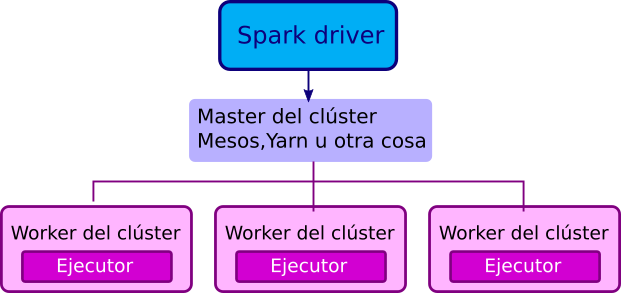 Spark driver
Master del clúster
Mesos,Yarn u otra cosa
Worker del clúster
Ejecutor
Worker del clúster
Ejecutor
Worker del clúster
Ejecutor